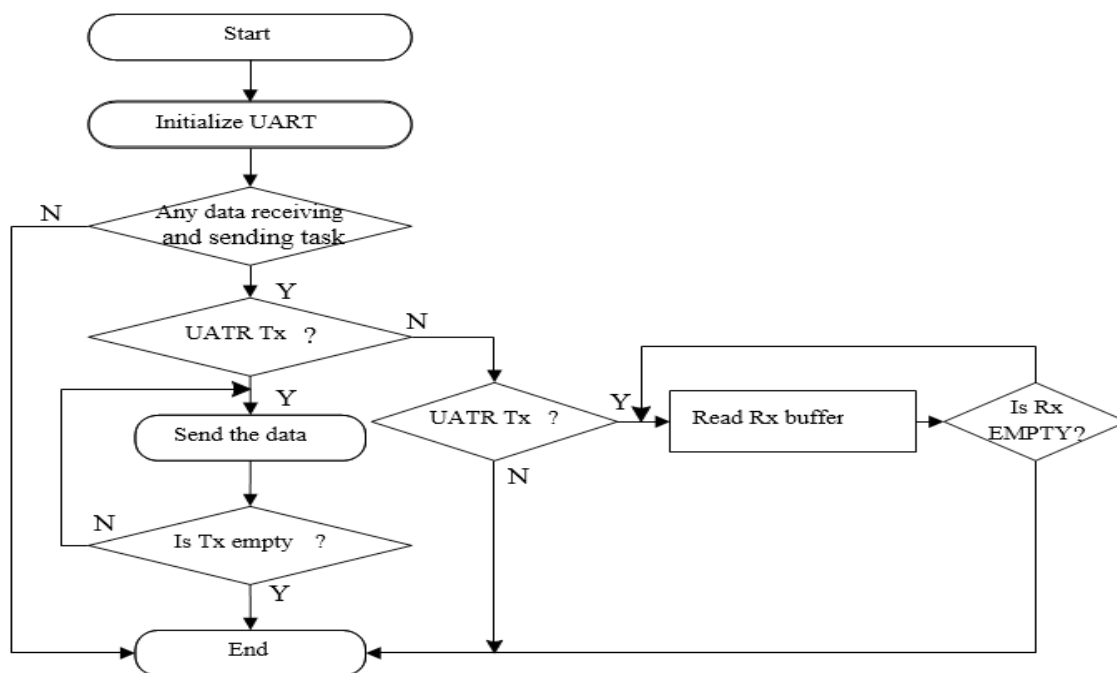 Start
Initialize UART
N
Any data receiving
and sending task
Y
UATR Tx ?
N
Y
Send the data
UATR Tx ?
Y
Read Rx buffer
Is Rx
EMPTY?
N
N
Is Tx empty ?
Y
End